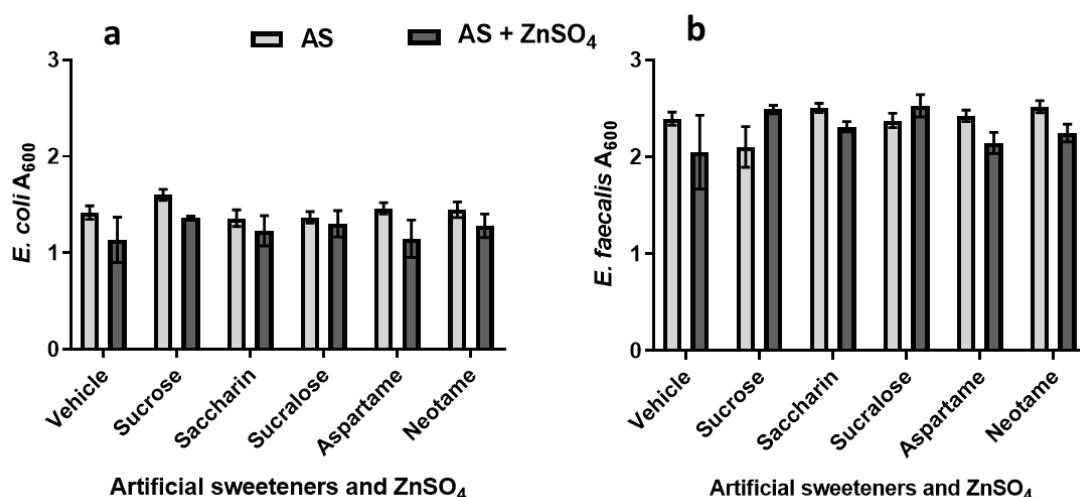 a
AS
AS + ZnSO₄
E. coli A₆₀₀
3
2
1
0
Vehicle
Sucrose
Saccharin
Sucralose
Aspartame
Neotame
Artificial sweeteners and ZnSO₄
b
E. faecalis A₆₀₀
3
2
1
0
Vehicle
Sucrose
Saccharin
Sucralose
Aspartame
Neotame
Artificial sweeteners and ZnSO₄